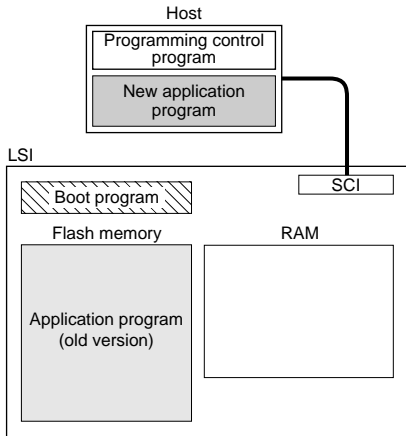 Host
Programming control
program
New application
program
LSI
SCI
Boot program
Flash memory
RAM
Application program
(old version)